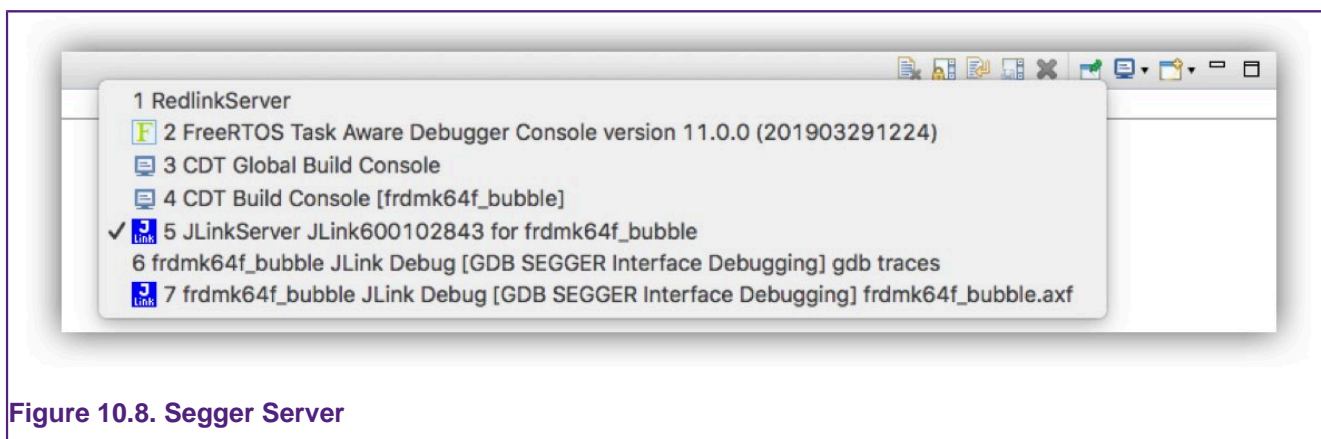 1 RedlinkServer
F 2 FreeRTOS Task Aware Debugger Console version 11.0.0 (201903291224)
3 CDT Global Build Console
4 CDT Build Console [frdmk64f_bubble]
✓ J Link 5 JLinkServer JLink600102843 for frdmk64f_bubble
6 frdmk64f_bubble JLink Debug [GDB SEGGER Interface Debugging] gdb traces
J Link 7 frdmk64f_bubble JLink Debug [GDB SEGGER Interface Debugging] frdmk64f_bubble.axf
Figure 10.8. Segger Server